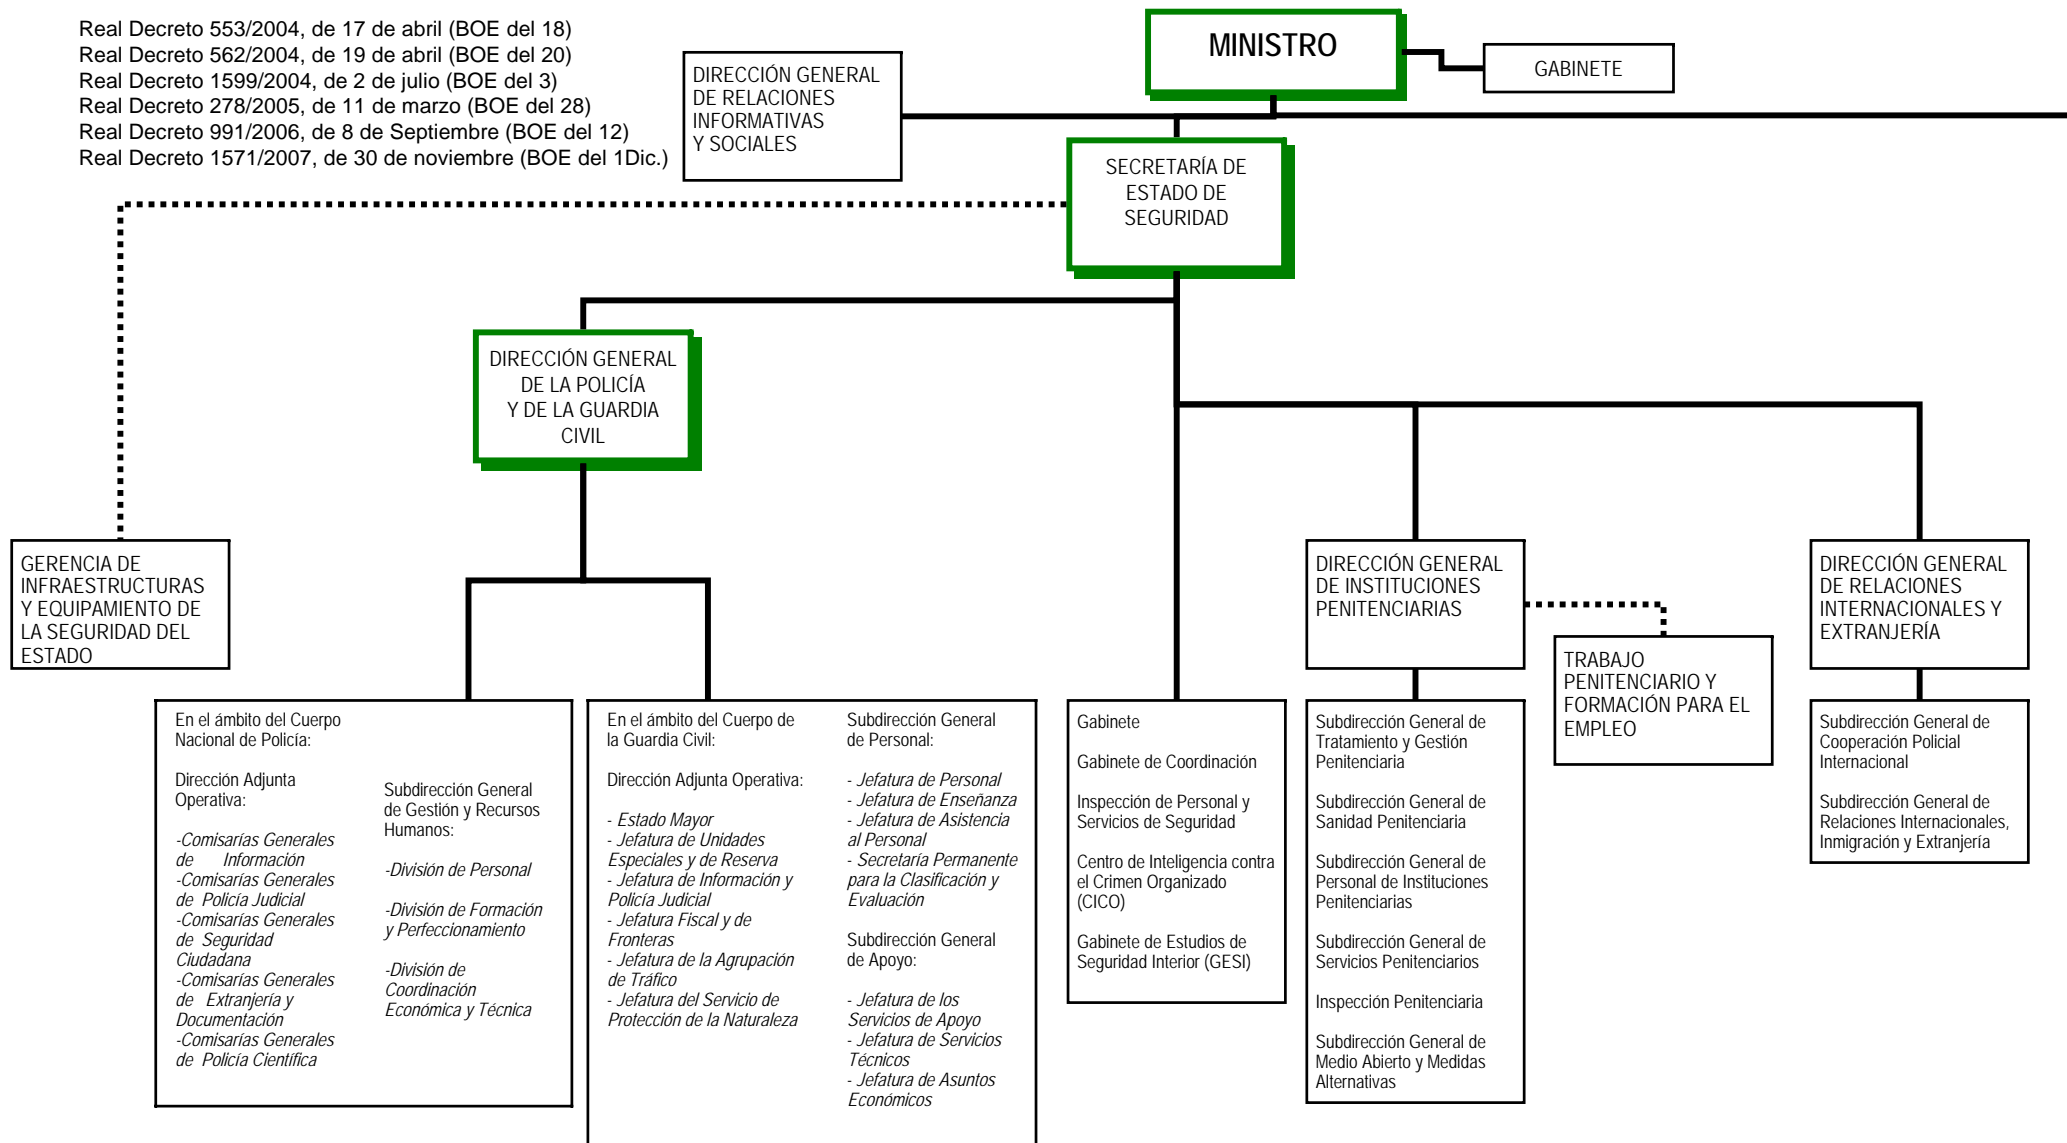 Real Decreto 553/2004, de 17 de abril (BOE del 18)
Real Decreto 562/2004, de 19 de abril (BOE del 20)
Real Decreto 1599/2004, de 2 de julio (BOE del 3)
Real Decreto 278/2005, de 11 de marzo (BOE del 28)
Real Decreto 991/2006, de 8 de Septiembre (BOE del 12)
Real Decreto 1571/2007, de 30 de noviembre (BOE del 1Dic.)
DIRECCIÓN GENERAL
DE RELACIONES
INFORMATIVAS
Y SOCIALES
MINISTRO
GABINETE
SECRETARÍA DE
ESTADO DE
SEGURIDAD
DIRECCIÓN GENERAL
DE LA POLICÍA
Y DE LA GUARDIA
CIVIL
GERENCIA DE
INFRAESTRUCTURAS
Y EQUIPAMIENTO DE
LA SEGURIDAD DEL
ESTADO
DIRECCIÓN GENERAL
DE INSTITUCIONES
PENITENCIARIAS
TRABAJO
PENITENCIARIO Y
FORMACIÓN PARA EL
EMPLEO
DIRECCIÓN GENERAL
DE RELACIONES
INTERNACIONALES Y
EXTRANJERÍA
En el ámbito del Cuerpo
Nacional de Policía:
Dirección Adjunta
Operativa:
-Comisarías Generales
de Información
-Comisarías Generales
de Policía Judicial
-Comisarías Generales
de Seguridad
Ciudadana
-Comisarías Generales
de Extranjería y
Documentación
-Comisarías Generales
de Policía Científica
Subdirección General
de Gestión y Recursos
Humanos:
-División de Personal
-División de Formación
y Perfeccionamiento
-División de
Coordinación
Económica y Técnica
En el ámbito del Cuerpo de
la Guardia Civil:
Dirección Adjunta Operativa:
- Estado Mayor
- Jefatura de Unidades
Especiales y de Reserva
- Jefatura de Información y
Policía Judicial
- Jefatura Fiscal y de
Fronteras
- Jefatura de la Agrupación
de Tráfico
- Jefatura del Servicio de
Protección de la Naturaleza
Subdirección General
de Personal:
- Jefatura de Personal
- Jefatura de Enseñanza
- Jefatura de Asistencia
al Personal
- Secretaría Permanente
para la Clasificación y
Evaluación
Subdirección General
de Apoyo:
- Jefatura de los
Servicios de Apoyo
- Jefatura de Servicios
Técnicos
- Jefatura de Asuntos
Económicos
Gabinete
Gabinete de Coordinación
Inspección de Personal y
Servicios de Seguridad
Centro de Inteligencia contra
el Crimen Organizado
(CICO)
Gabinete de Estudios de
Seguridad Interior (GESI)
Subdirección General de
Tratamiento y Gestión
Penitenciaria
Subdirección General de
Sanidad Penitenciaria
Subdirección General de
Personal de Instituciones
Penitenciarias
Subdirección General de
Servicios Penitenciarios
Inspección Penitenciaria
Subdirección General de
Medio Abierto y Medidas
Alternativas
Subdirección General de
Cooperación Policial
Internacional
Subdirección General de
Relaciones Internacionales,
Inmigración y Extranjería